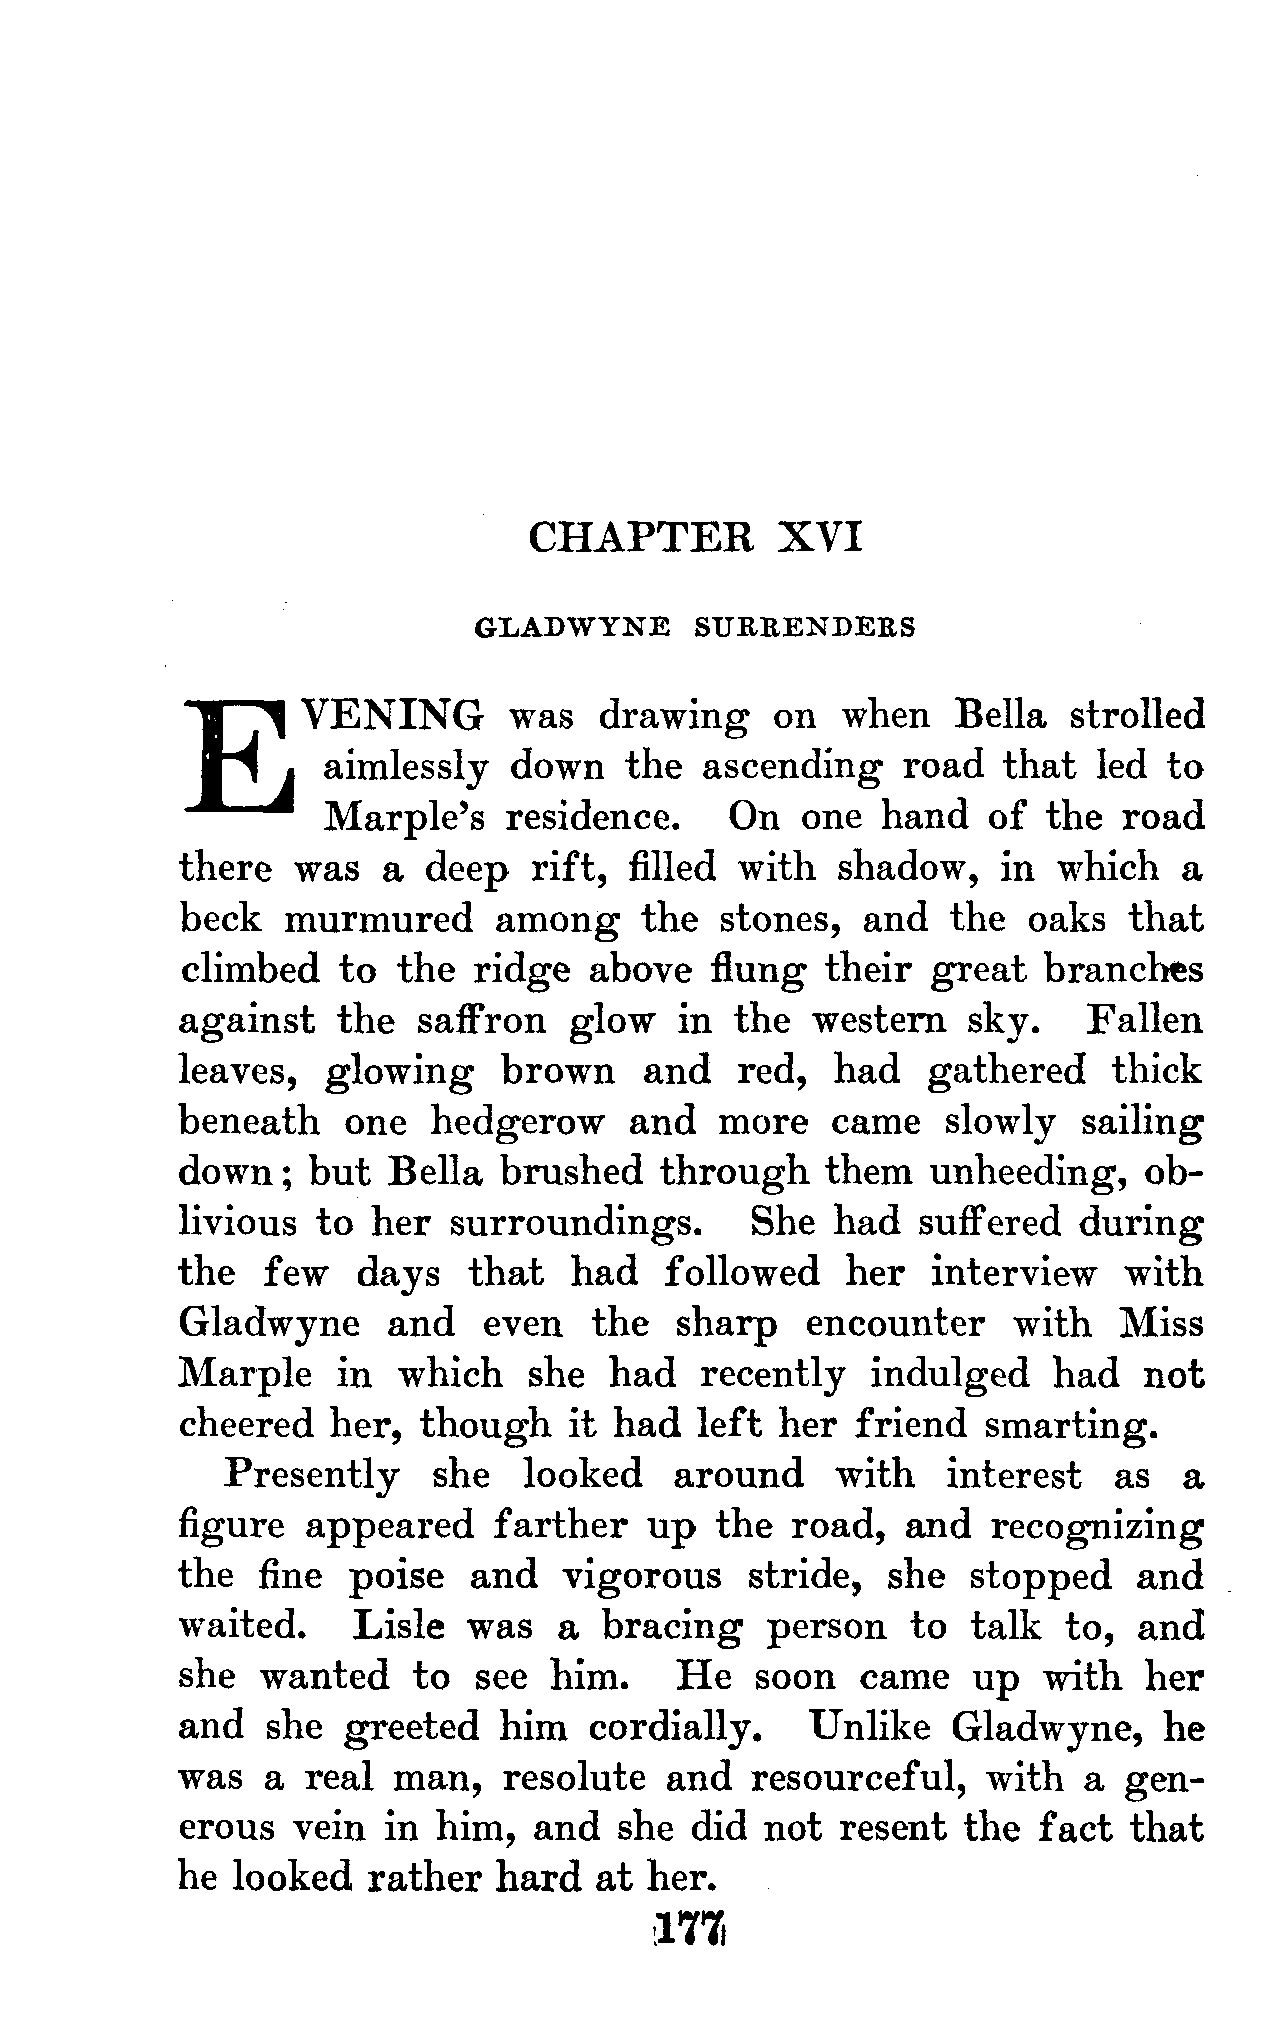 CHAPTER XVI
GLADWYNE SURRENDERS
EVENING was drawing on when Bella strolled
aimlessly down the ascending road that led to
Marple's residence. On one hand of the road
there was a deep rift, filled with shadow, in which a
beck murmured among the stones, and the oaks that
climbed to the ridge above flung their great branches
against the saffron glow in the western sky. Fallen
leaves, glowing brown and red, had gathered thick
beneath one hedgerow and more came slowly sailing
down; but Bella brushed through them unheeding, ob-
livious to her surroundings. She had suffered during
the few days that had followed her interview with
Gladwyne and even the sharp encounter with Miss
Marple in which she had recently indulged had not
cheered her, though it had left her friend smarting.
Presently she looked around with interest as a
figure appeared farther up the road, and recognizing
the fine poise and vigorous stride, she stopped and
waited. Lisle was a bracing person to talk to, and
she wanted to see him. He soon came up with her
and she greeted him cordially. Unlike Gladwyne, he
was a real man, resolute and resourceful, with a gen-
erous vein in him, and she did not resent the fact that
he looked rather hard at her.
177